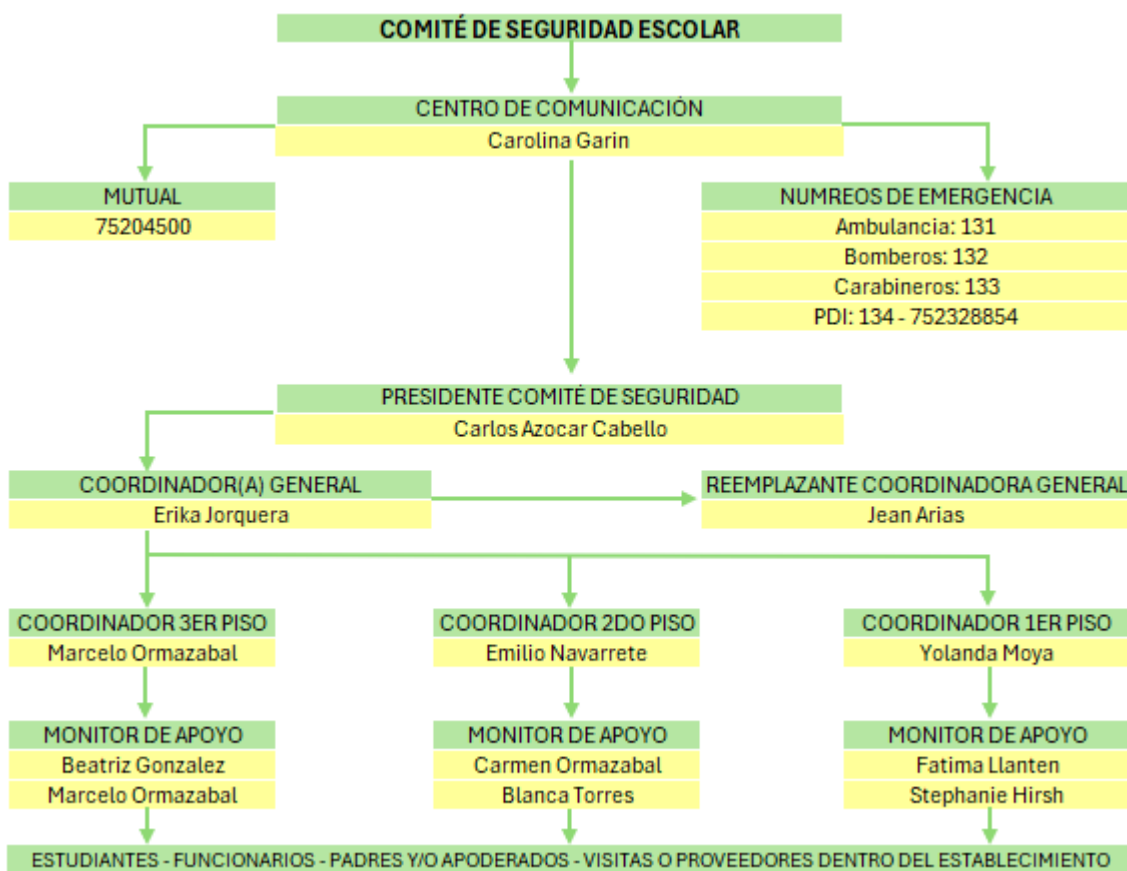 COMITÉ DE SEGURIDAD ESCOLAR
CENTRO DE COMUNICACIÓN
Carolina Garin
MUTUAL
75204500
NUMREOS DE EMERGENCIA
Ambulancia: 131
Bomberos: 132
Carabineros: 133
PDI: 134 - 752328854
PRESIDENTE COMITÉ DE SEGURIDAD
Carlos Azocar Cabello
COORDINADOR(A) GENERAL
Erika Jorquera
REEMPLAZANTE COORDINADORA GENERAL
Jean Arias
COORDINADOR 3ER PISO
Marcelo Ormazabal
COORDINADOR 2DO PISO
Emilio Navarrete
COORDINADOR 1ER PISO
Yolanda Moya
MONITOR DE APOYO
Beatriz Gonzalez
Marcelo Ormazabal
MONITOR DE APOYO
Carmen Ormazabal
Blanca Torres
MONITOR DE APOYO
Fatima Llanten
Stephanie Hirsh
ESTUDIANTES - FUNCIONARIOS - PADRES Y/O APODERADOS - VISITAS O PROVEEDORES DENTRO DEL ESTABLECIMIENTO